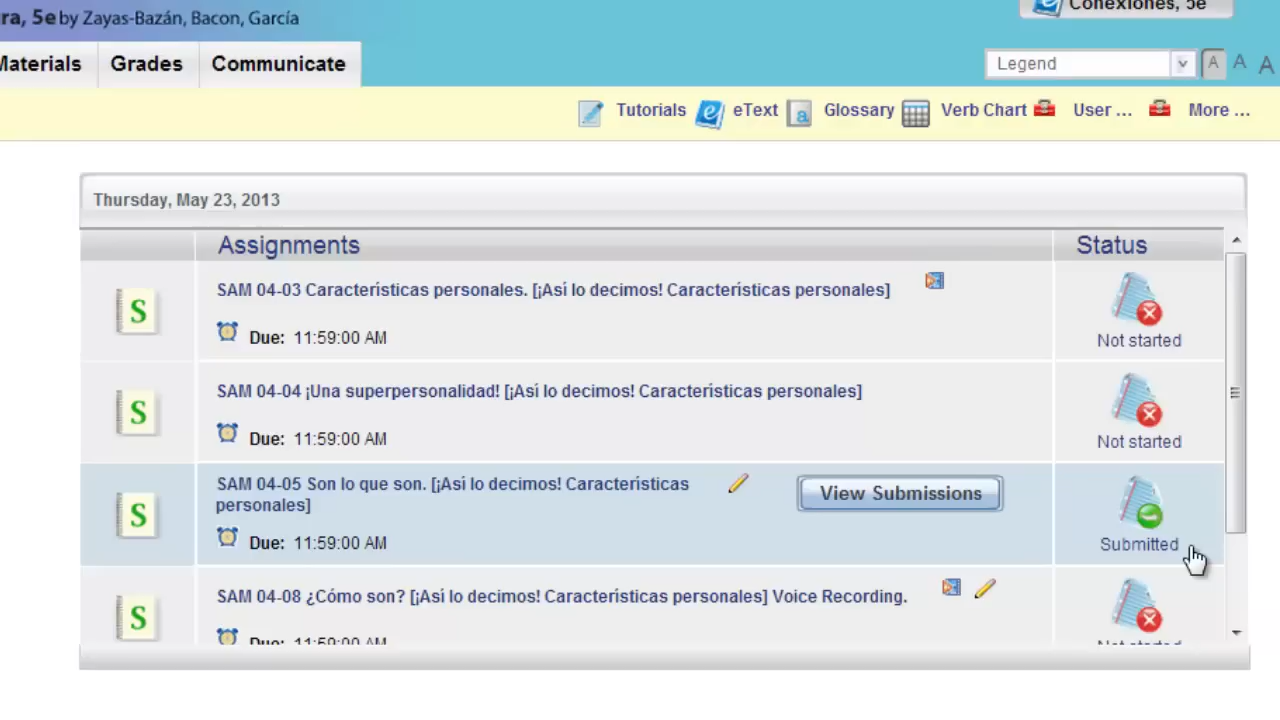 ra, 5e by Zayas-Bazán, Bacon, García
Conexiones, 5e
Materials Grades Communicate
Legend A A A
Tutorials eText Glossary Verb Chart User ... More ...
Thursday, May 23, 2013
Assignments Status
SAM 04-03 Características personales. [¡Así lo decimos! Características personales]
S
Due: 11:59:00 AM
Not started
SAM 04-04 ¡Una superpersonalidad! [¡Así lo decimos! Características personales]
S
Due: 11:59:00 AM
Not started
SAM 04-05 Son lo que son. [¡Así lo decimos! Características
personales]
View Submissions
S
Due: 11:59:00 AM
Submitted
SAM 04-08 ¿Cómo son? [¡Así lo decimos! Características personales] Voice Recording.
S
Due: 11:59:00 AM
Not started